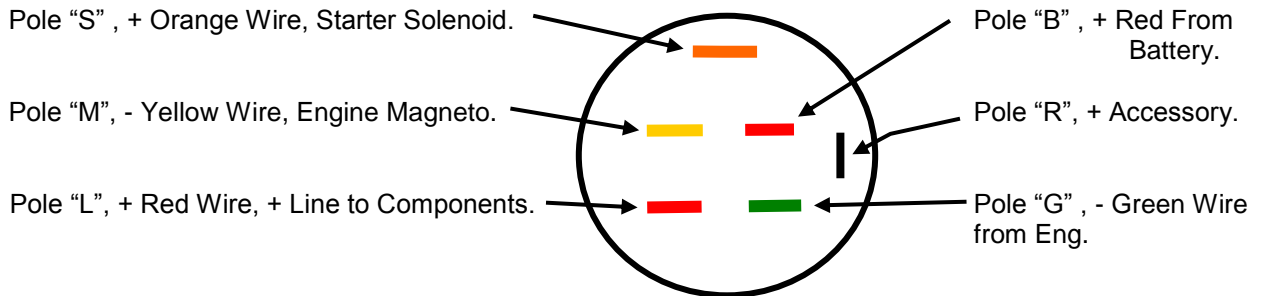 Pole “S” , + Orange Wire, Starter Solenoid.
Pole “B” , + Red From
Battery.
Pole “M”, - Yellow Wire, Engine Magneto.
Pole “R”, + Accessory.
Pole “L”, + Red Wire, + Line to Components.
Pole “G” , - Green Wire
from Eng.